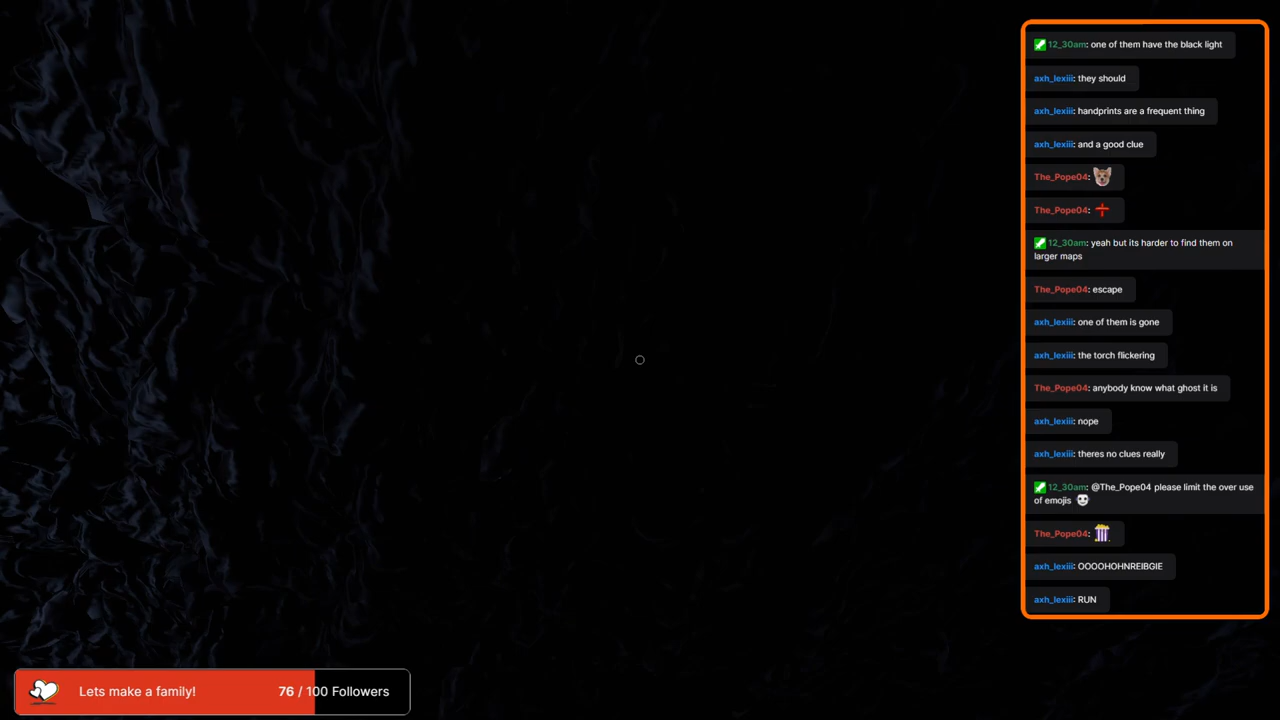 12_30am: one of them have the black light
axh_lexiii: they should
axh_lexiii: handprints are a frequent thing
axh_lexiii: and a good clue
The_Pope04:
The_Pope04:
12_30am: yeah but its harder to find them on
larger maps
The_Pope04: escape
axh_lexiii: one of them is gone
axh_lexiii: the torch flickering
The_Pope04: anybody know what ghost it is
axh_lexiii: nope
axh_lexiii: theres no clues really
12_30am: @The_Pope04 please limit the over use
of emojis
The_Pope04:
axh_lexiii: OOOOHOHNREIBGIE
axh_lexiii: RUN
Lets make a family! 76 / 100 Followers